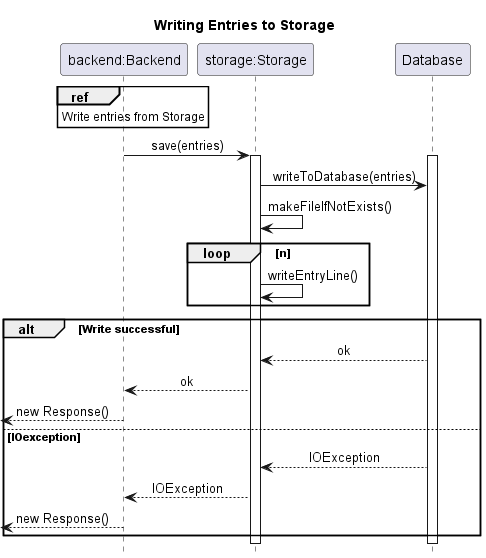 Writing Entries to Storage
backend:Backend
storage:Storage
Database
ref
Write entries from Storage
save(entries)
writeToDatabase(entries)
makeFileIfNotExists()
loop [n]
writeEntryLine()
alt [Write successful]
ok
ok
new Response()
[IOexception]
IOException
IOException
new Response()